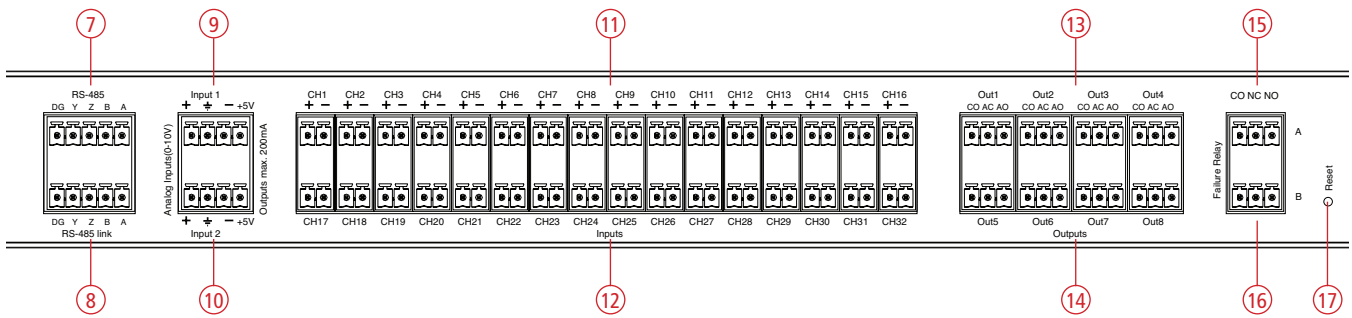 7 9 11 13 15
RS-485
DG Y Z B A
Input 1
+ ⏚ − +5V
CH1 CH2 CH3 CH4 CH5 CH6 CH7 CH8 CH9 CH10 CH11 CH12 CH13 CH14 CH15 CH16
+ − + − + − + − + − + − + − + − + − + − + − + − + − + − + − + −
Out1 Out2 Out3 Out4
CO AC AO CO AC AO CO AC AO CO AC AO
CO NC NO
Analog Inputs(0-10V)
Outputs max. 200mA
Failure Relay
A
B
Reset
DG Y Z B A
RS-485 link
+ ⏚ − +5V
Input 2
CH17 CH18 CH19 CH20 CH21 CH22 CH23 CH24 CH25 CH26 CH27 CH28 CH29 CH30 CH31 CH32
Inputs
Out5 Out6 Out7 Out8
Outputs
8 10 12 14 16 17